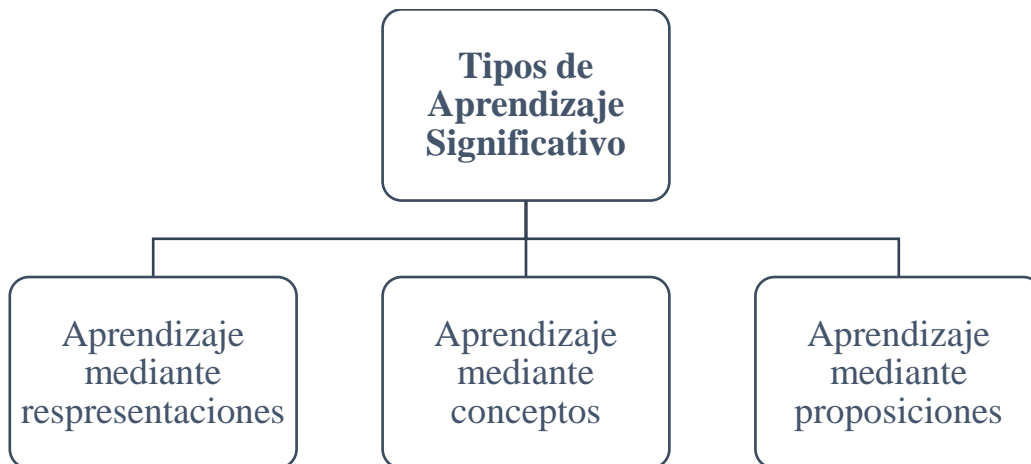 Tipos de
Aprendizaje
Significativo
Aprendizaje
mediante
respresentaciones
Aprendizaje
mediante
conceptos
Aprendizaje
mediante
proposiciones